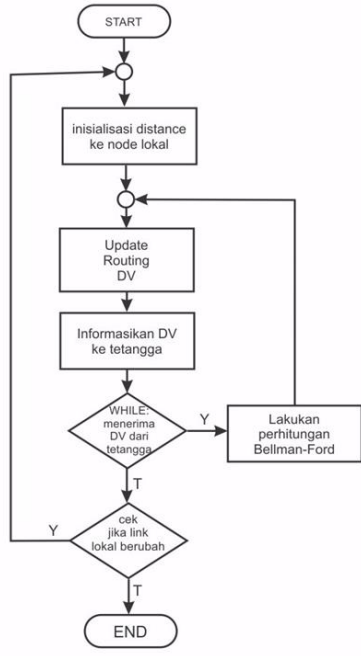 START
inisialisasi distance
ke node lokal
Update
Routing
DV
Informasikan DV
ke tetangga
WHILE:
menerima
DV dari
tetangga
Y
Lakukan
perhitungan
Bellman-Ford
T
cek
jika link
lokal berubah
Y
T
END